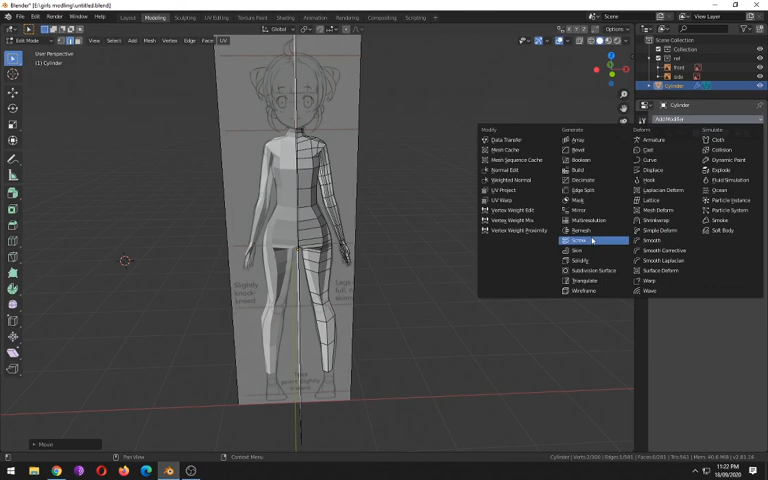 Blender* [E:\girls modling\untitled.blend]
File Edit Render Window Help Layout Modeling Sculpting UV Editing Texture Paint Shading Animation Rendering Compositing Scripting Scene View Layer
Global Options
Edit Mode View Select Add Mesh Vertex Edge Face UV
Scene Collection
Collection
ref
front
side
Cylinder
User Perspective
(1) Cylinder
Cylinder
Add Modifier
Modify Generate Deform Simulate
Data Transfer Array Armature Cloth
Mesh Cache Bevel Cast Collision
Mesh Sequence Cache Boolean Curve Dynamic Paint
Normal Edit Build Displace Explode
Weighted Normal Decimate Hook Fluid Simulation
UV Project Edge Split Laplacian Deform Ocean
UV Warp Mask Lattice Particle Instance
Vertex Weight Edit Mirror Mesh Deform Particle System
Vertex Weight Mix Multiresolution Shrinkwrap Smoke
Vertex Weight Proximity Remesh Simple Deform Soft Body
Screw Smooth
Skin Smooth Corrective
Solidify Smooth Laplacian
Subdivision Surface Surface Deform
Triangulate Warp
Wireframe Wave
Slightly
knock-
kneed
Move
Pan View Context Menu
11:22 PM
18/09/2020